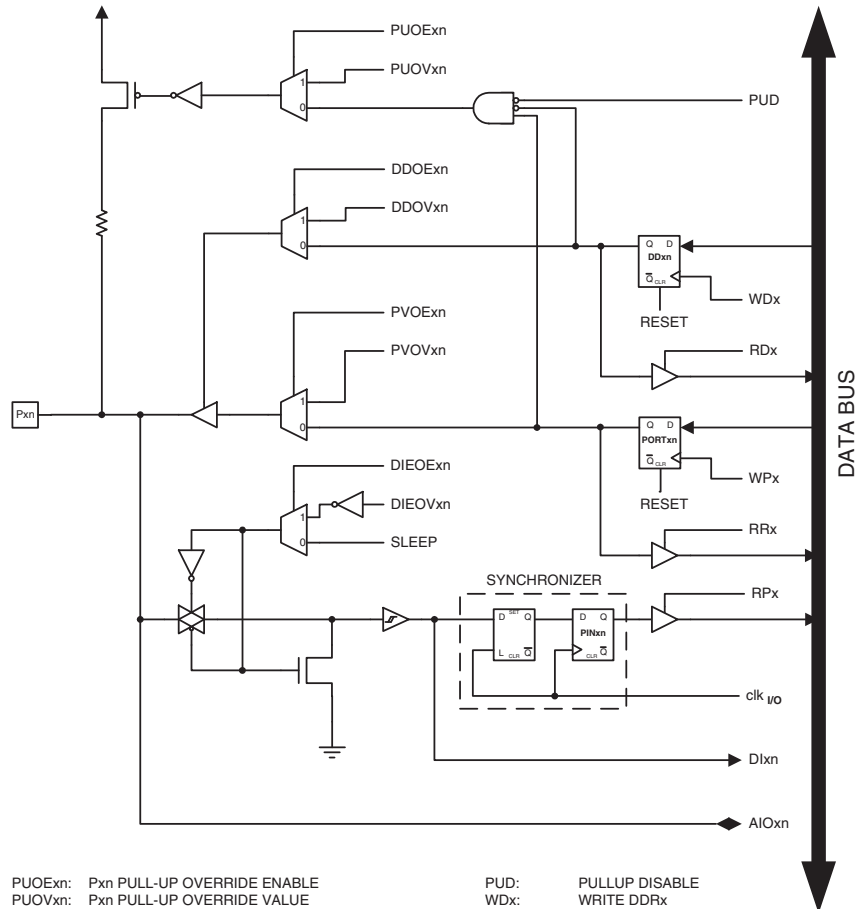 PUOExn
PUOVxn
1
0
PUD
DDOExn
DDOVxn
1
0
Q D
DDxn
Q CLR
WDx
RESET
PVOExn
RDx
PVOVxn
1
0
Pxn
Q D
PORTxn
Q CLR
WPx
RESET
DIEOExn
DIEOVxn
1
0
SLEEP
RRx
SYNCHRONIZER
RPx
D SET Q
D Q
PINxn
L CLR Q
CLR Q
clk I/O
DIxn
AIOxn
DATA BUS
PUOExn: Pxn PULL-UP OVERRIDE ENABLE
PUD: PULLUP DISABLE
PUOVxn: Pxn PULL-UP OVERRIDE VALUE
WDx: WRITE DDRx